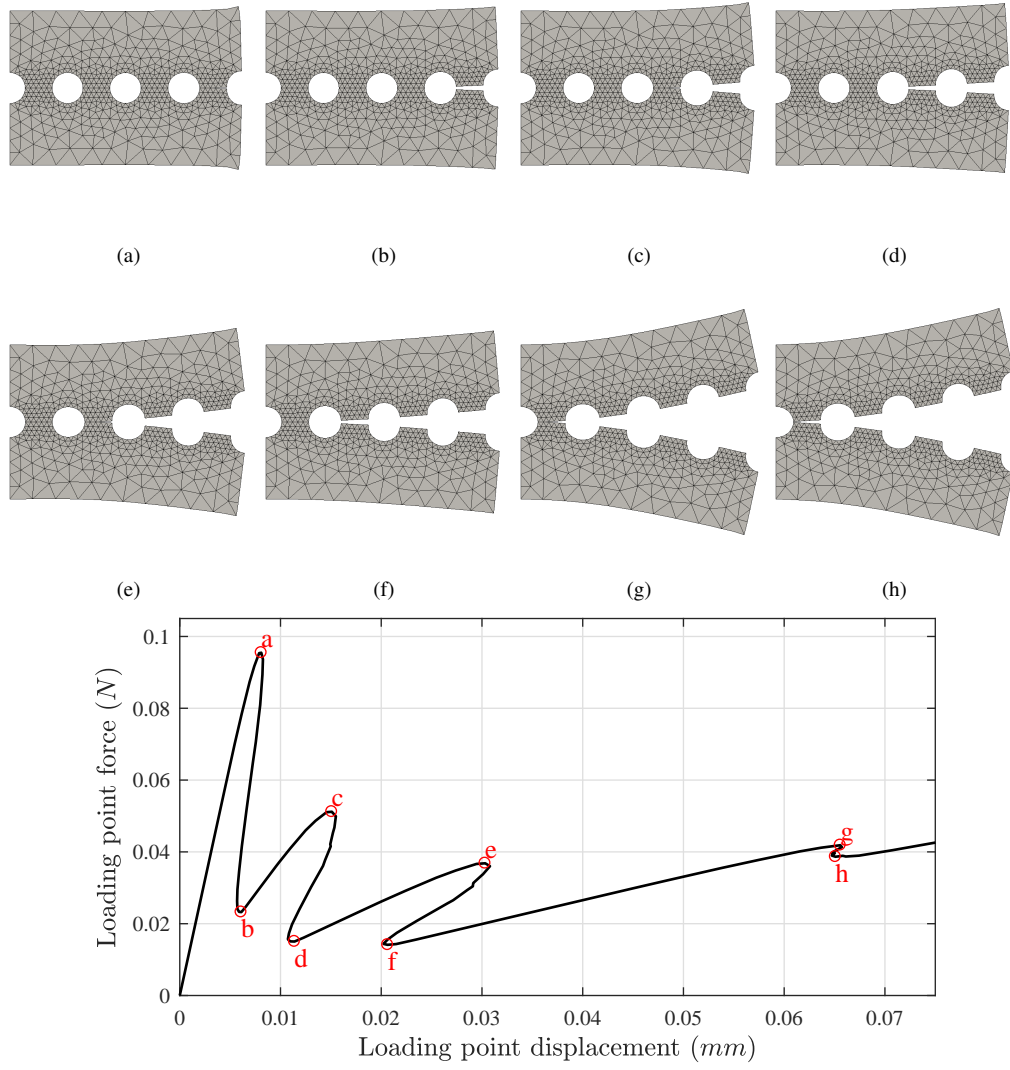 (a) (b) (c) (d)
(e) (f) (g) (h)
Loading point force (N)
0.1
0.08
0.06
0.04
0.02
0
a
b
c
d
e
f
g
h
0 0.01 0.02 0.03 0.04 0.05 0.06 0.07
Loading point displacement (mm)